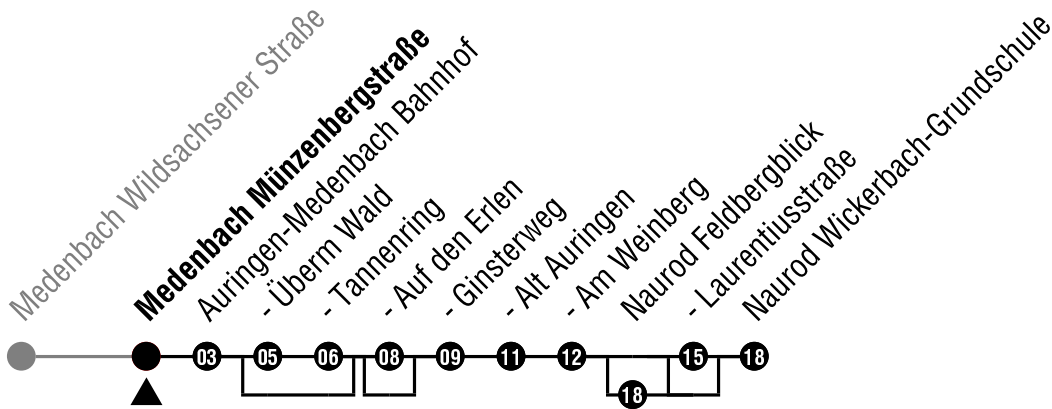 Medenbach Wildsachsener Straße
Medenbach Münzenbergstraße
Auringen-Medenbach Bahnhof
- Überm Wald
- Tannenring
- Auf den Erlen
- Ginsterweg
- Alt Auringen
- Am Weinberg
Naurod Feldbergblick
- Laurentiusstraße
Naurod Wickerbach-Grundschule
03 05 06 08 09 11 12 15 18
18